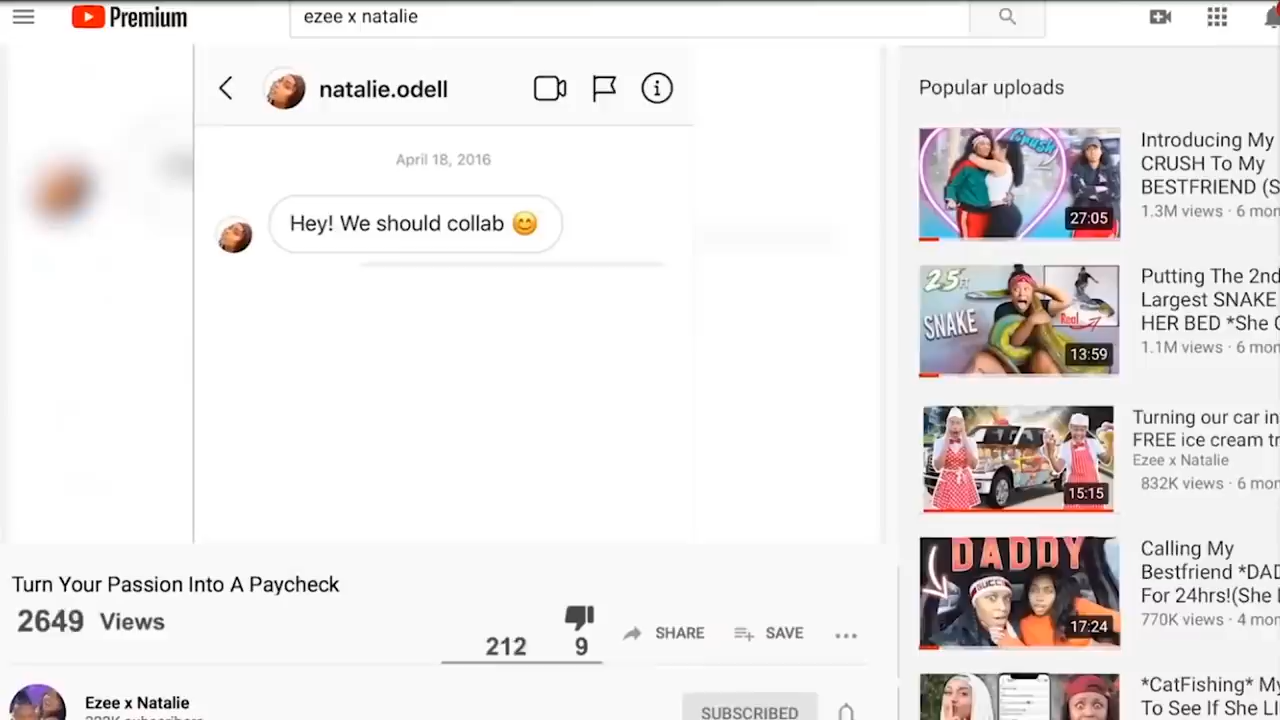 Premium
ezee x natalie
natalie.odell
April 18, 2016
Hey! We should collab 😊
Turn Your Passion Into A Paycheck
2649 Views
212
9
SHARE
SAVE
Ezee x Natalie
subscribers
SUBSCRIBED
Popular uploads
Crush
27:05
Introducing My
CRUSH To My
BESTFRIEND (S
1.3M views · 6 mon
25 FT
SNAKE
Real
13:59
Putting The 2nd
Largest SNAKE
HER BED *She C
1.1M views · 6 mon
15:15
Turning our car in
FREE ice cream tr
Ezee x Natalie
832K views · 6 mon
DADDY
GUCCI
17:24
Calling My
Bestfriend *DAD
For 24hrs!(She L
770K views · 4 mon
*CatFishing* My
To See If She LI